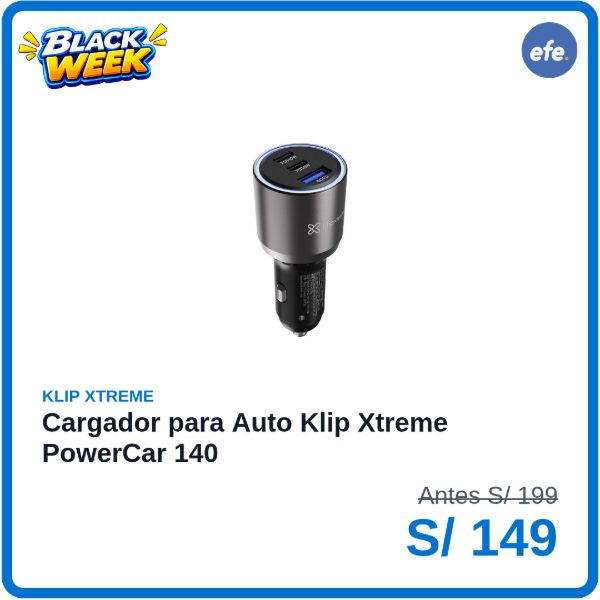 BLACK
WEEK
efe.
KLIP XTREME
Cargador para Auto Klip Xtreme
PowerCar 140
Antes S/ 199
S/ 149